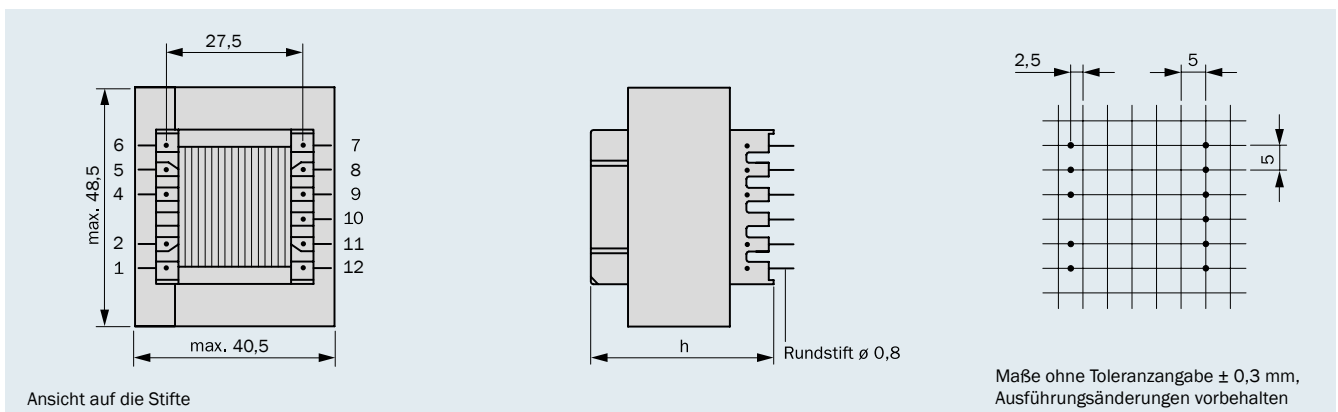 27,5
6
5
4
2
1
7
8
9
10
11
12
max. 48,5
max. 40,5
Ansicht auf die Stifte
h
Rundstift ø 0,8
2,5
5
5
Maße ohne Toleranzangabe ± 0,3 mm,
Ausführungsänderungen vorbehalten